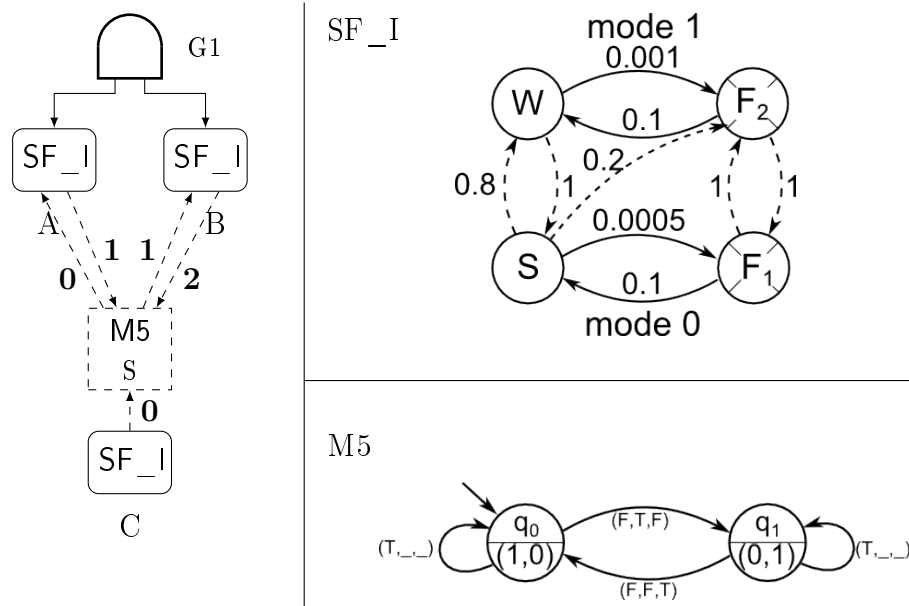 G1
SF_I
SF_I
A
B
0
1
1
2
M5
S
0
SF_I
C
SF_I
mode 1
0.001
W
F2
0.1
0.2
0.8
1
1
1
0.0005
S
F1
0.1
mode 0
M5
q0
(1,0)
(F,T,F)
q1
(0,1)
(T,_,_)
(T,_,_)
(F,F,T)